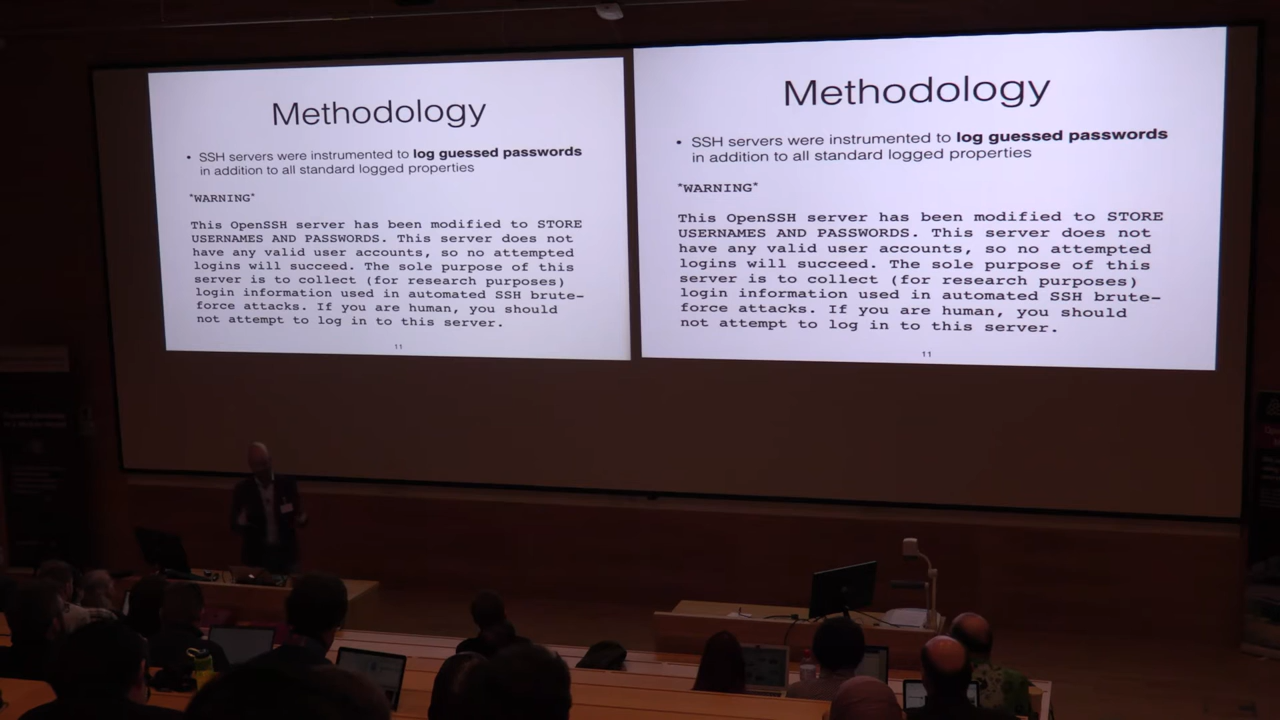 Methodology
• SSH servers were instrumented to log guessed passwords
in addition to all standard logged properties
*WARNING*
This OpenSSH server has been modified to STORE
USERNAMES AND PASSWORDS. This server does not
have any valid user accounts, so no attempted
logins will succeed. The sole purpose of this
server is to collect (for research purposes)
login information used in automated SSH brute-
force attacks. If you are human, you should
not attempt to log in to this server.
11
Methodology
• SSH servers were instrumented to log guessed passwords
in addition to all standard logged properties
*WARNING*
This OpenSSH server has been modified to STORE
USERNAMES AND PASSWORDS. This server does not
have any valid user accounts, so no attempted
logins will succeed. The sole purpose of this
server is to collect (for research purposes)
login information used in automated SSH brute-
force attacks. If you are human, you should
not attempt to log in to this server.
11